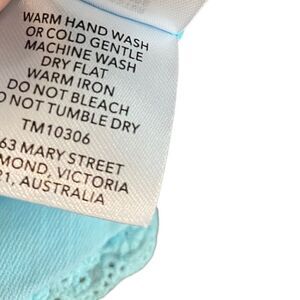 WARM HAND WASH
OR COLD GENTLE
MACHINE WASH
DRY FLAT
WARM IRON
DO NOT BLEACH
O NOT TUMBLE DRY
TM10306
63 MARY STREET
MOND, VICTORIA
21, AUSTRALIA